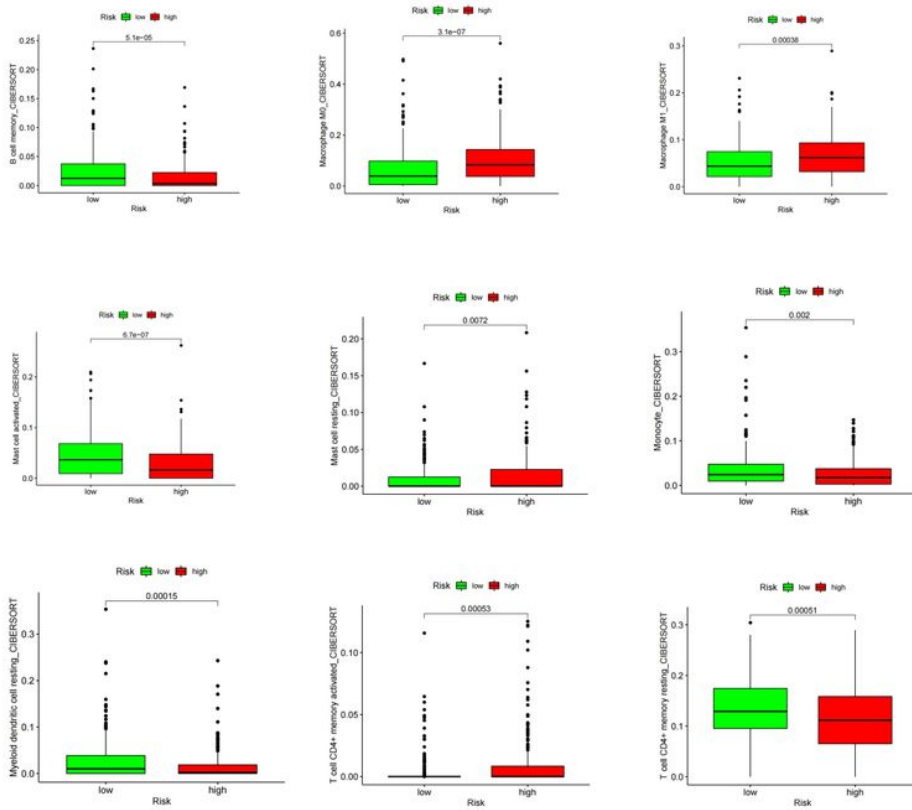 Risk low high
5.1e−05
B cell memory_CIBERSORT
0.25
0.20
0.15
0.10
0.05
0.00
low high
Risk
Risk low high
3.1e−07
Macrophage M0_CIBERSORT
0.6
0.4
0.2
0.0
low high
Risk
Risk low high
0.00038
Macrophage M1_CIBERSORT
0.3
0.2
0.1
0.0
low high
Risk
Risk low high
6.7e−07
Mast cell activated_CIBERSORT
0.2
0.1
0.0
low high
Risk
Risk low high
0.0072
Mast cell resting_CIBERSORT
0.20
0.15
0.10
0.05
0.00
low high
Risk
Risk low high
0.002
Monocyte_CIBERSORT
0.3
0.2
0.1
0.0
low high
Risk
Risk low high
0.00015
Myeloid dendritic cell resting_CIBERSORT
0.3
0.2
0.1
0.0
low high
Risk
Risk low high
0.00053
T cell CD4+ memory activated_CIBERSORT
0.10
0.05
0.00
low high
Risk
Risk low high
0.00051
T cell CD4+ memory resting_CIBERSORT
0.3
0.2
0.1
0.0
low high
Risk